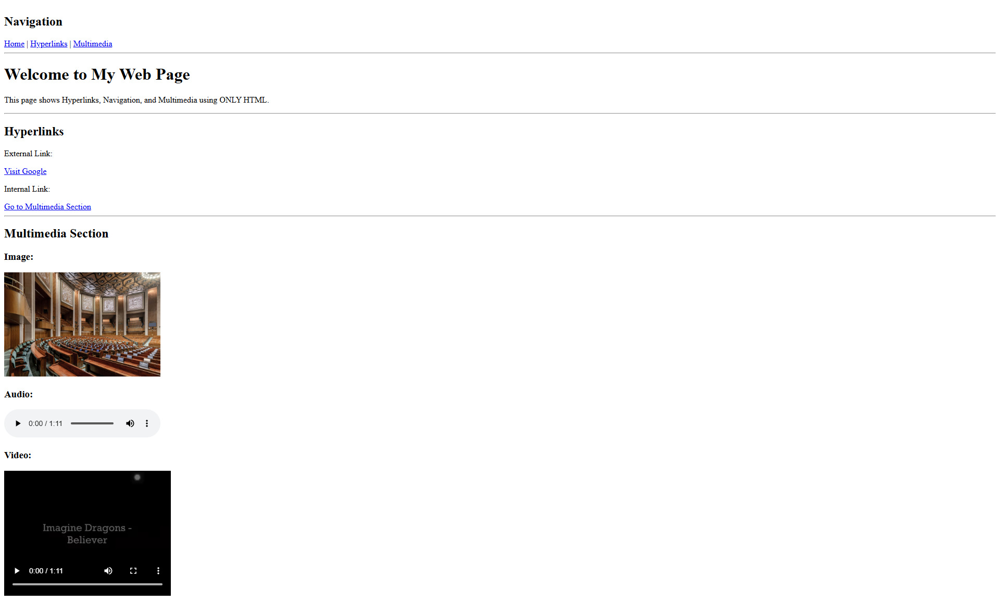 Navigation
Home | Hyperlinks | Multimedia
Welcome to My Web Page
This page shows Hyperlinks, Navigation, and Multimedia using ONLY HTML.
Hyperlinks
External Link:
Visit Google
Internal Link:
Go to Multimedia Section
Multimedia Section
Image:
Audio:
0:00 / 1:11
Video:
Imagine Dragons -
Believer
0:00 / 1:11